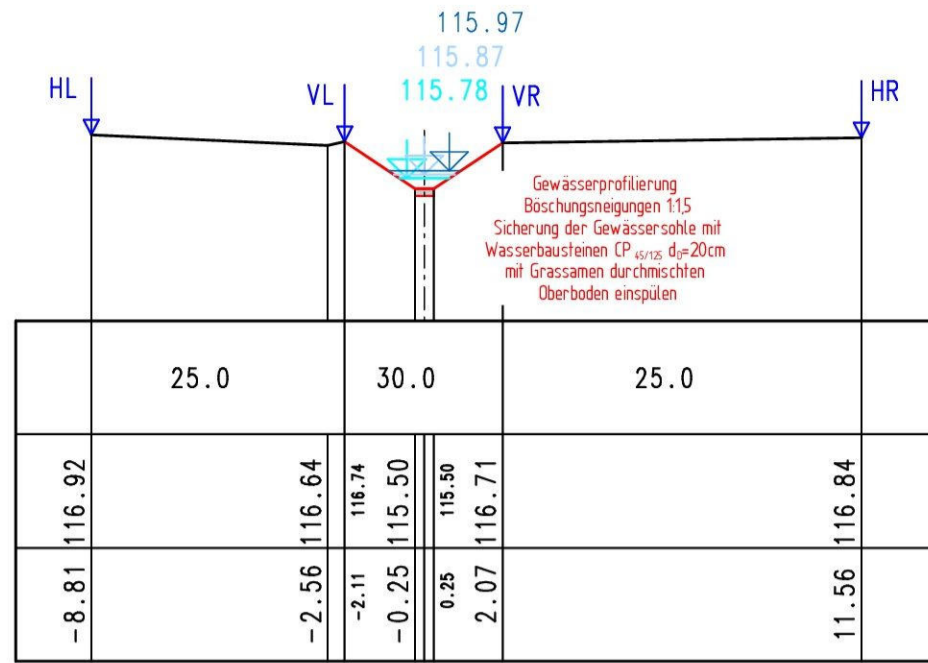 115.97
115.87
115.78
HL
VL
VR
HR
Gewässerprofilierung
Böschungsneigungen 1:1,5
Sicherung der Gewässersohle mit
Wasserbausteinen CP 45/125 d₀=20cm
mit Grassamen durchmischten
Oberboden einspülen
25.0 30.0 25.0
116.92 116.64 116.74 115.50 115.50 116.71 116.84
-8.81 -2.56 -2.11 -0.25 0.25 2.07 11.56